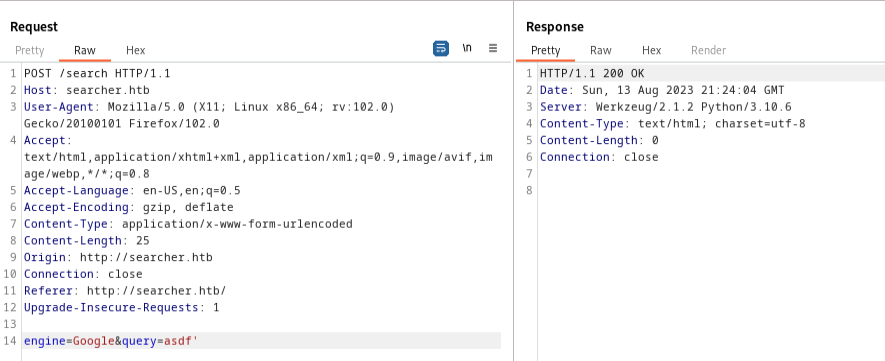 Request
Pretty Raw Hex \n
1 POST /search HTTP/1.1
2 Host: searcher.htb
3 User-Agent: Mozilla/5.0 (X11; Linux x86_64; rv:102.0)
Gecko/20100101 Firefox/102.0
4 Accept:
text/html,application/xhtml+xml,application/xml;q=0.9,image/avif,im
age/webp,*/*;q=0.8
5 Accept-Language: en-US,en;q=0.5
6 Accept-Encoding: gzip, deflate
7 Content-Type: application/x-www-form-urlencoded
8 Content-Length: 25
9 Origin: http://searcher.htb
10 Connection: close
11 Referer: http://searcher.htb/
12 Upgrade-Insecure-Requests: 1
13
14 engine=Google&query=asdf'
Response
Pretty Raw Hex Render
1 HTTP/1.1 200 OK
2 Date: Sun, 13 Aug 2023 21:24:04 GMT
3 Server: Werkzeug/2.1.2 Python/3.10.6
4 Content-Type: text/html; charset=utf-8
5 Content-Length: 0
6 Connection: close
7
8